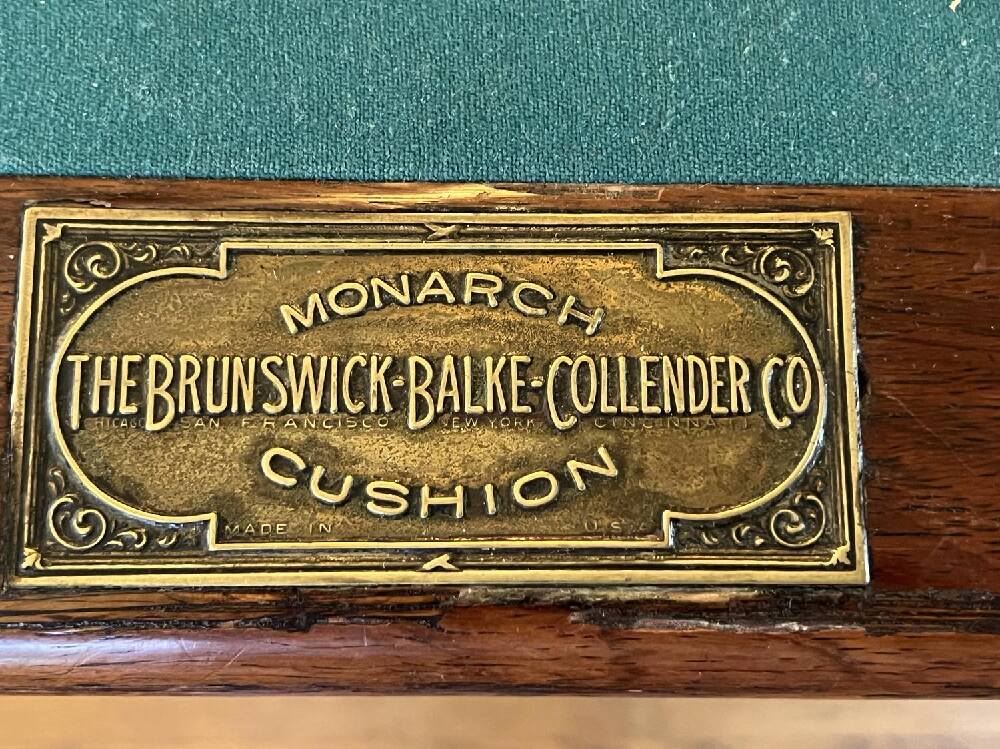 MONARCH
THE BRUNSWICK-BALKE-COLLENDER CO
CHICAGO SAN FRANCISCO NEW YORK CINCINNATI
CUSHION
MADE IN U.S.